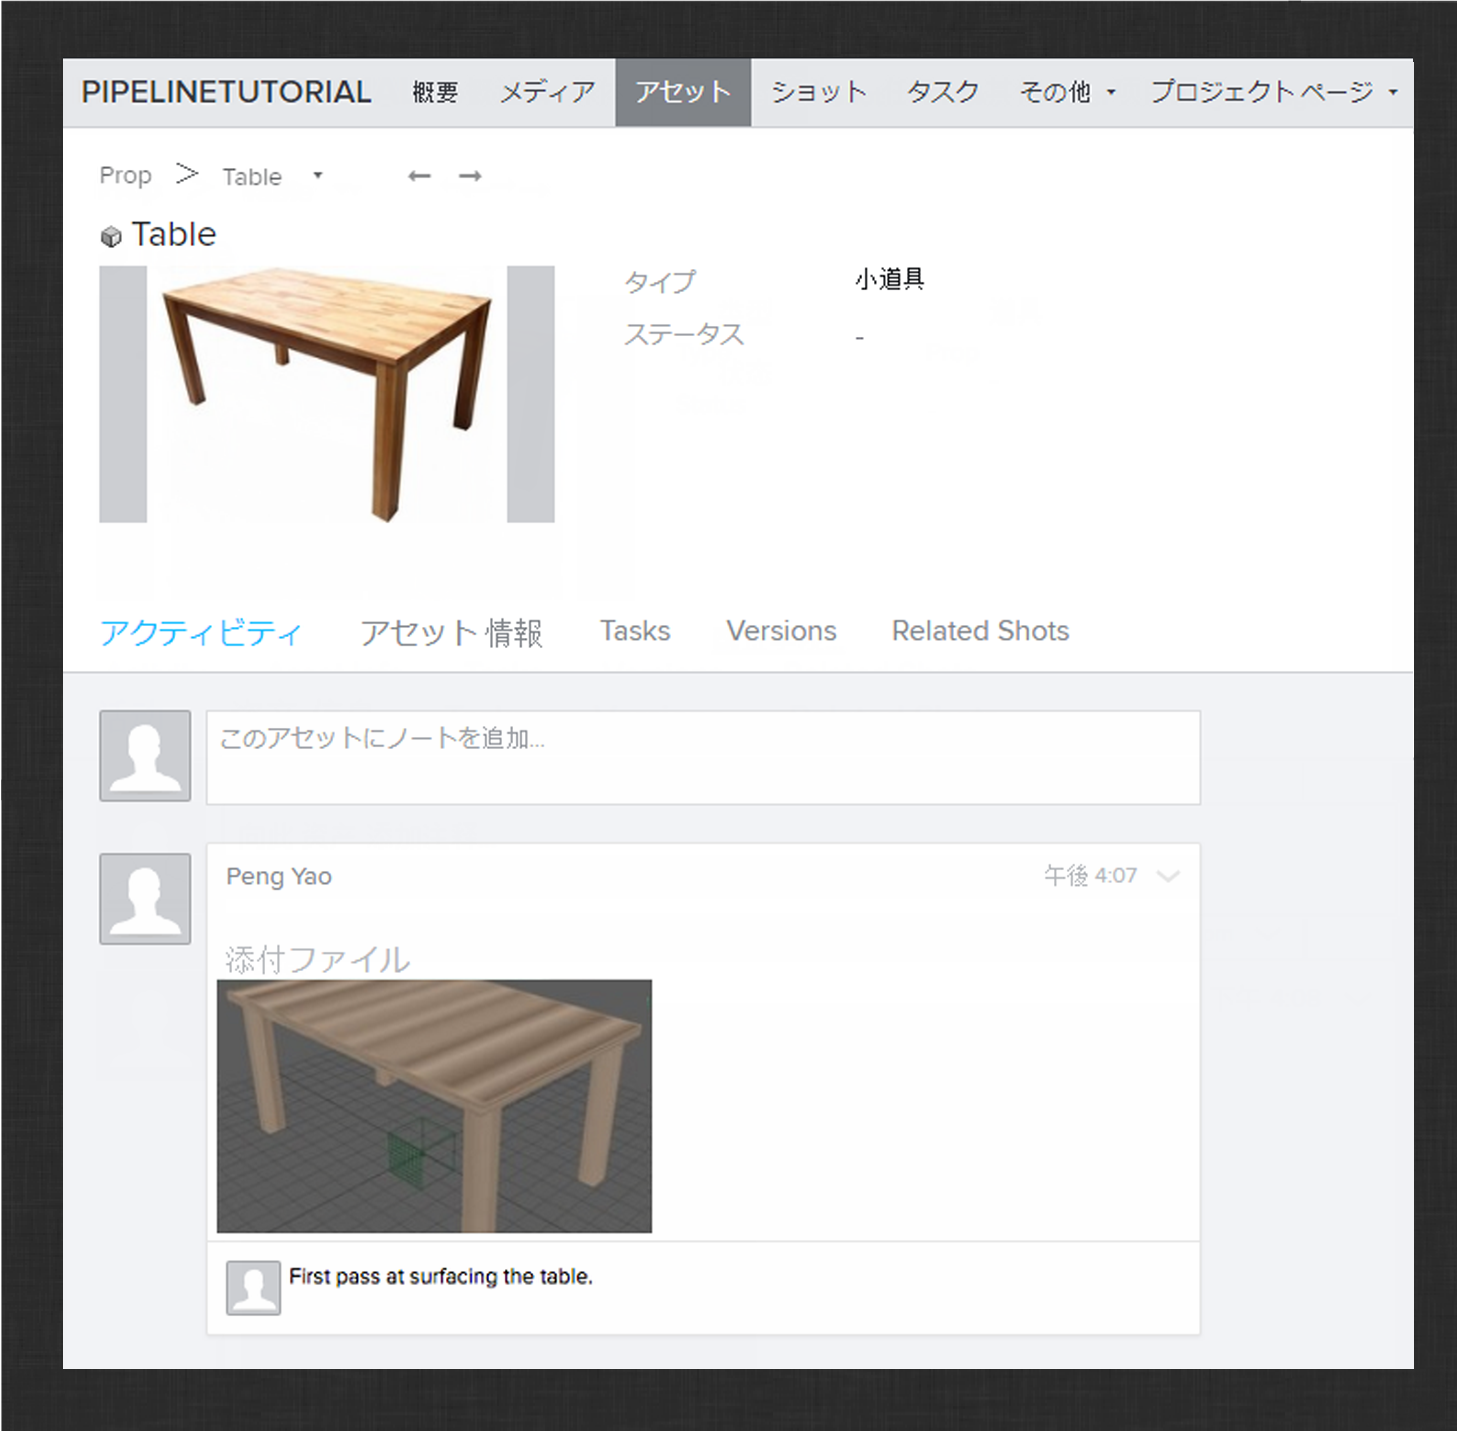 PIPELINETUTORIAL 概要 メディア アセット ショット タスク その他 プロジェクト ページ
Prop > Table
Table
タイプ 小道具
ステータス -
アクティビティ アセット 情報 Tasks Versions Related Shots
このアセットにノートを追加...
Peng Yao 午後 4:07
添付ファイル
First pass at surfacing the table.